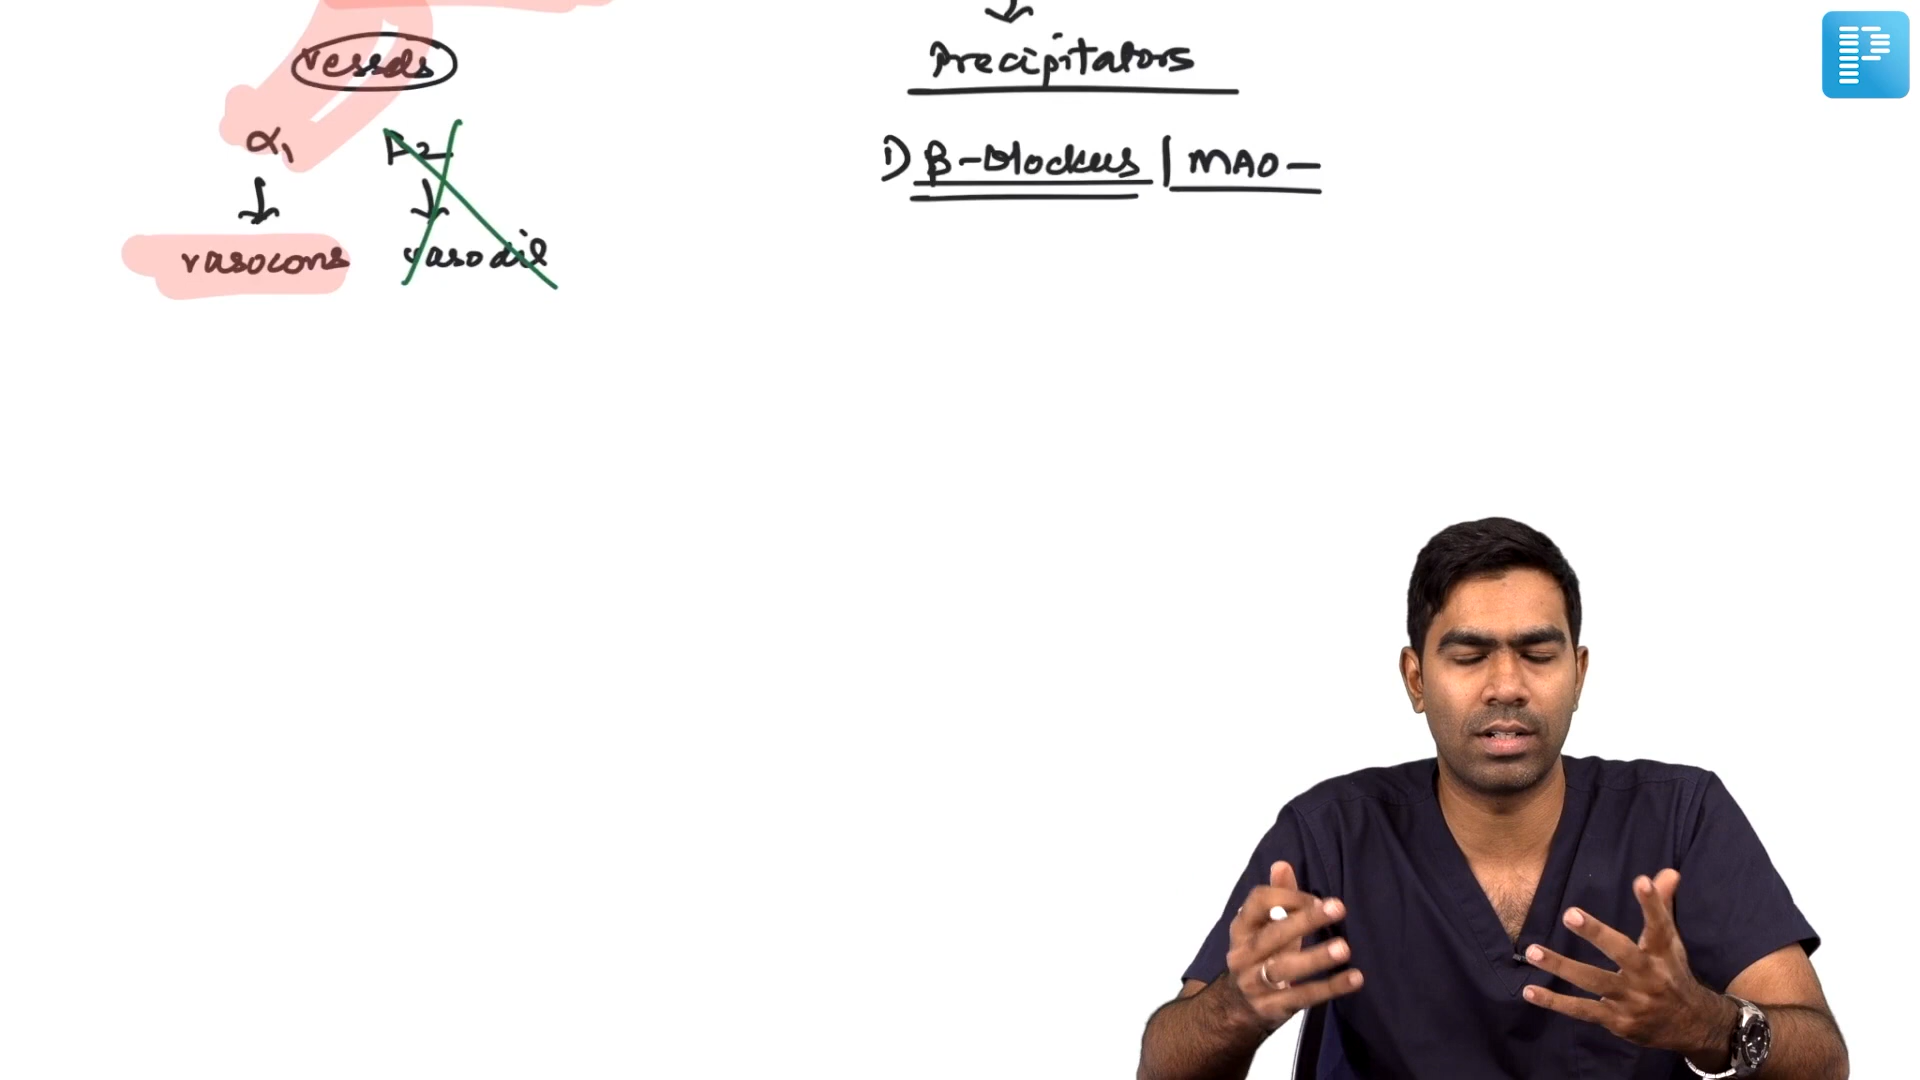 vessels
α₁ β2
↓ ↓
vasocons vasodil
↓
Precipitators
1) β-blockers | MAO –